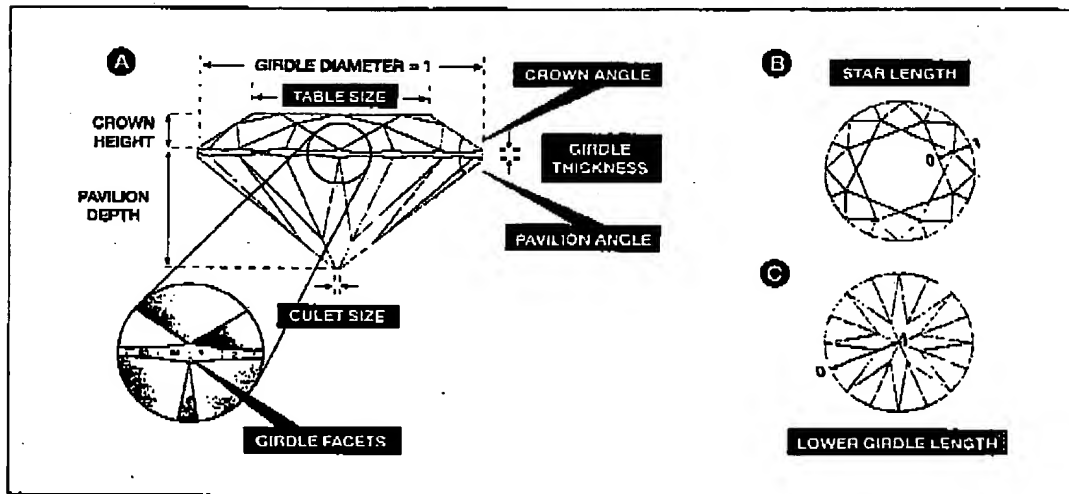 A
GIRDLE DIAMETER = 1
TABLE SIZE
CROWN
HEIGHT
PAVILION
DEPTH
CROWN ANGLE
GIRDLE
THICKNESS
PAVILION ANGLE
CULET SIZE
GIRDLE FACETS
B
STAR LENGTH
0
1
C
0
1
LOWER GIRDLE LENGTH